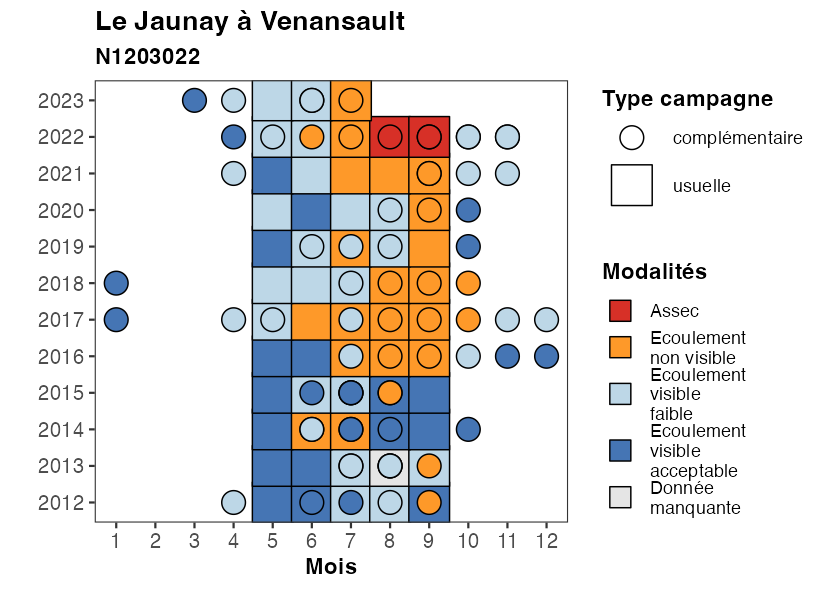 Le Jaunay à Venansault
N1203022
2023
2022
2021
2020
2019
2018
2017
2016
2015
2014
2013
2012
1 2 3 4 5 6 7 8 9 10 11 12
Mois
Type campagne
complémentaire
usuelle
Modalités
Assec
Ecoulement
non visible
Ecoulement
visible
faible
Ecoulement
visible
acceptable
Donnée
manquante